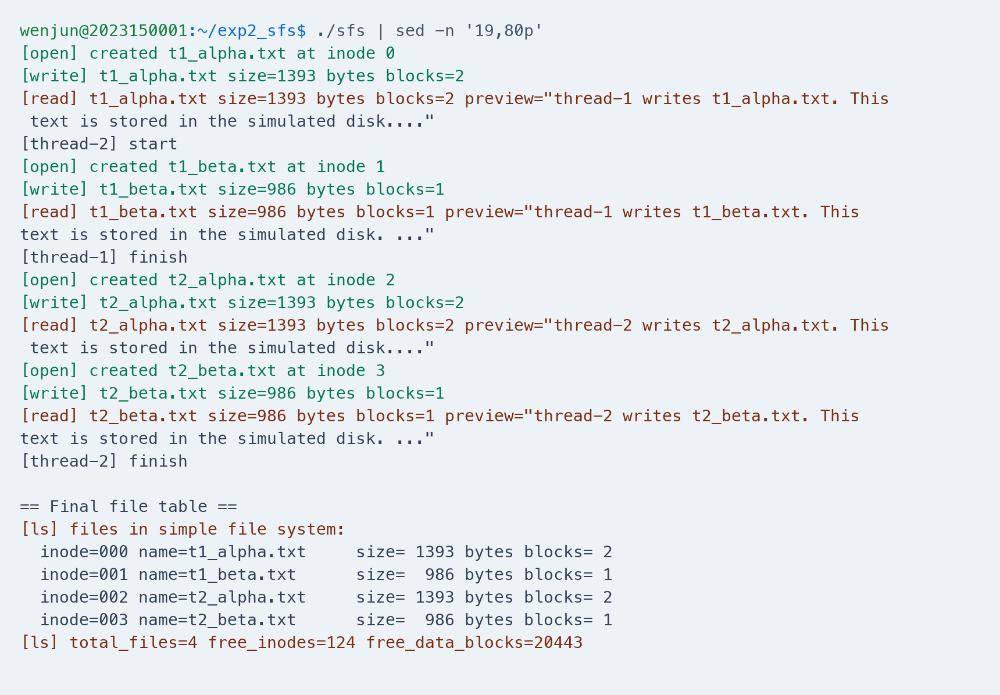 wenjun@2023150001:~/exp2_sfs$ ./sfs | sed -n '19,80p'
[open] created t1_alpha.txt at inode 0
[write] t1_alpha.txt size=1393 bytes blocks=2
[read] t1_alpha.txt size=1393 bytes blocks=2 preview="thread-1 writes t1_alpha.txt. This
 text is stored in the simulated disk...."
[thread-2] start
[open] created t1_beta.txt at inode 1
[write] t1_beta.txt size=986 bytes blocks=1
[read] t1_beta.txt size=986 bytes blocks=1 preview="thread-1 writes t1_beta.txt. This
text is stored in the simulated disk. ..."
[thread-1] finish
[open] created t2_alpha.txt at inode 2
[write] t2_alpha.txt size=1393 bytes blocks=2
[read] t2_alpha.txt size=1393 bytes blocks=2 preview="thread-2 writes t2_alpha.txt. This
 text is stored in the simulated disk...."
[open] created t2_beta.txt at inode 3
[write] t2_beta.txt size=986 bytes blocks=1
[read] t2_beta.txt size=986 bytes blocks=1 preview="thread-2 writes t2_beta.txt. This
text is stored in the simulated disk. ..."
[thread-2] finish

== Final file table ==
[ls] files in simple file system:
  inode=000 name=t1_alpha.txt     size= 1393 bytes blocks= 2
  inode=001 name=t1_beta.txt      size=  986 bytes blocks= 1
  inode=002 name=t2_alpha.txt     size= 1393 bytes blocks= 2
  inode=003 name=t2_beta.txt      size=  986 bytes blocks= 1
[ls] total_files=4 free_inodes=124 free_data_blocks=20443